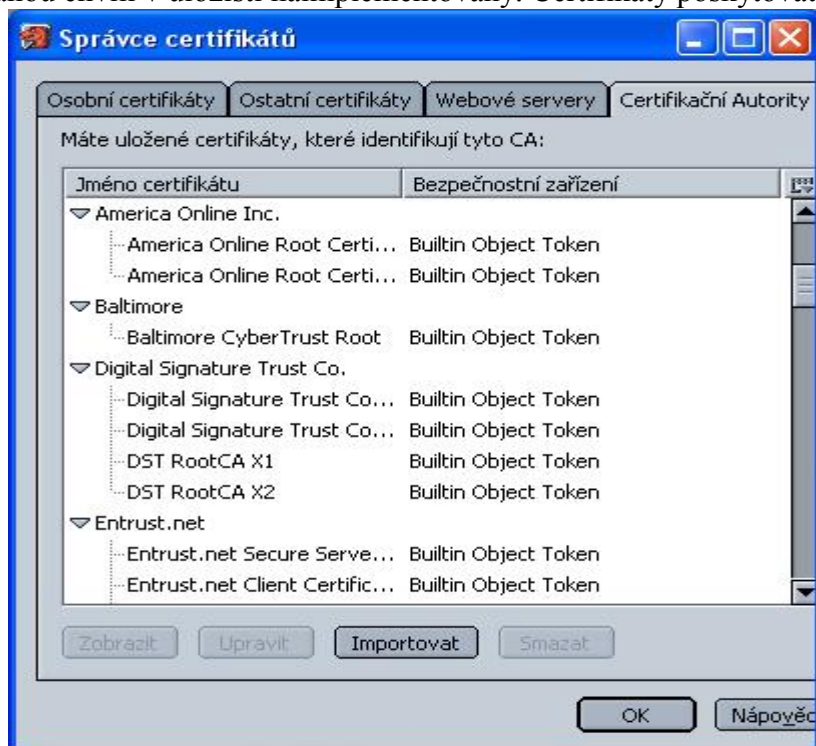 v úložišti naimplementovány. Certifikáty
Správce certifikátů
Osobní certifikáty Ostatní certifikáty Webové servery Certifikační Autority
Máte uložené certifikáty, které identifikují tyto CA:
Jméno certifikátu Bezpečnostní zařízení
America Online Inc.
America Online Root Certi... Builtin Object Token
America Online Root Certi... Builtin Object Token
Baltimore
Baltimore CyberTrust Root Builtin Object Token
Digital Signature Trust Co.
Digital Signature Trust Co... Builtin Object Token
Digital Signature Trust Co... Builtin Object Token
DST RootCA X1 Builtin Object Token
DST RootCA X2 Builtin Object Token
Entrust.net
Entrust.net Secure Serve... Builtin Object Token
Entrust.net Client Certific... Builtin Object Token
Zobrazit Upravit Importovat Smazat
OK Nápověd